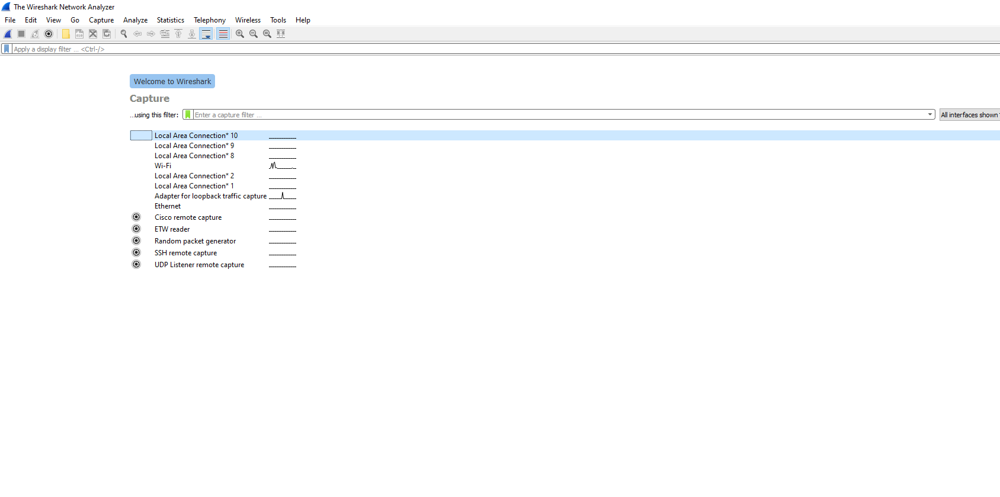 The Wireshark Network Analyzer
File Edit View Go Capture Analyze Statistics Telephony Wireless Tools Help
Apply a display filter ... <Ctrl-/>
Welcome to Wireshark
Capture
...using this filter: Enter a capture filter ... All interfaces shown
Local Area Connection* 10
Local Area Connection* 9
Local Area Connection* 8
Wi-Fi
Local Area Connection* 2
Local Area Connection* 1
Adapter for loopback traffic capture
Ethernet
Cisco remote capture
ETW reader
Random packet generator
SSH remote capture
UDP Listener remote capture